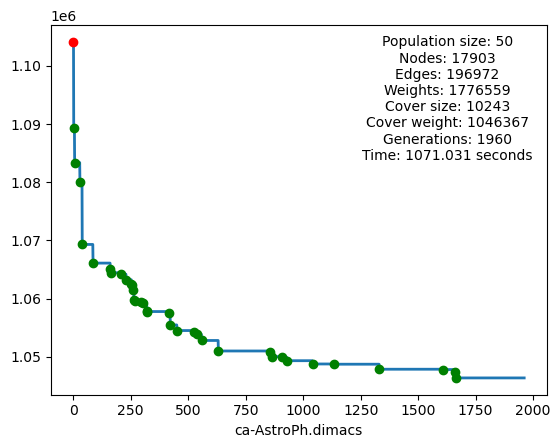 1e6
Population size: 50
Nodes: 17903
Edges: 196972
Weights: 1776559
Cover size: 10243
Cover weight: 1046367
Generations: 1960
Time: 1071.031 seconds
1.10
1.09
1.08
1.07
1.06
1.05
0 250 500 750 1000 1250 1500 1750 2000
ca-AstroPh.dimacs